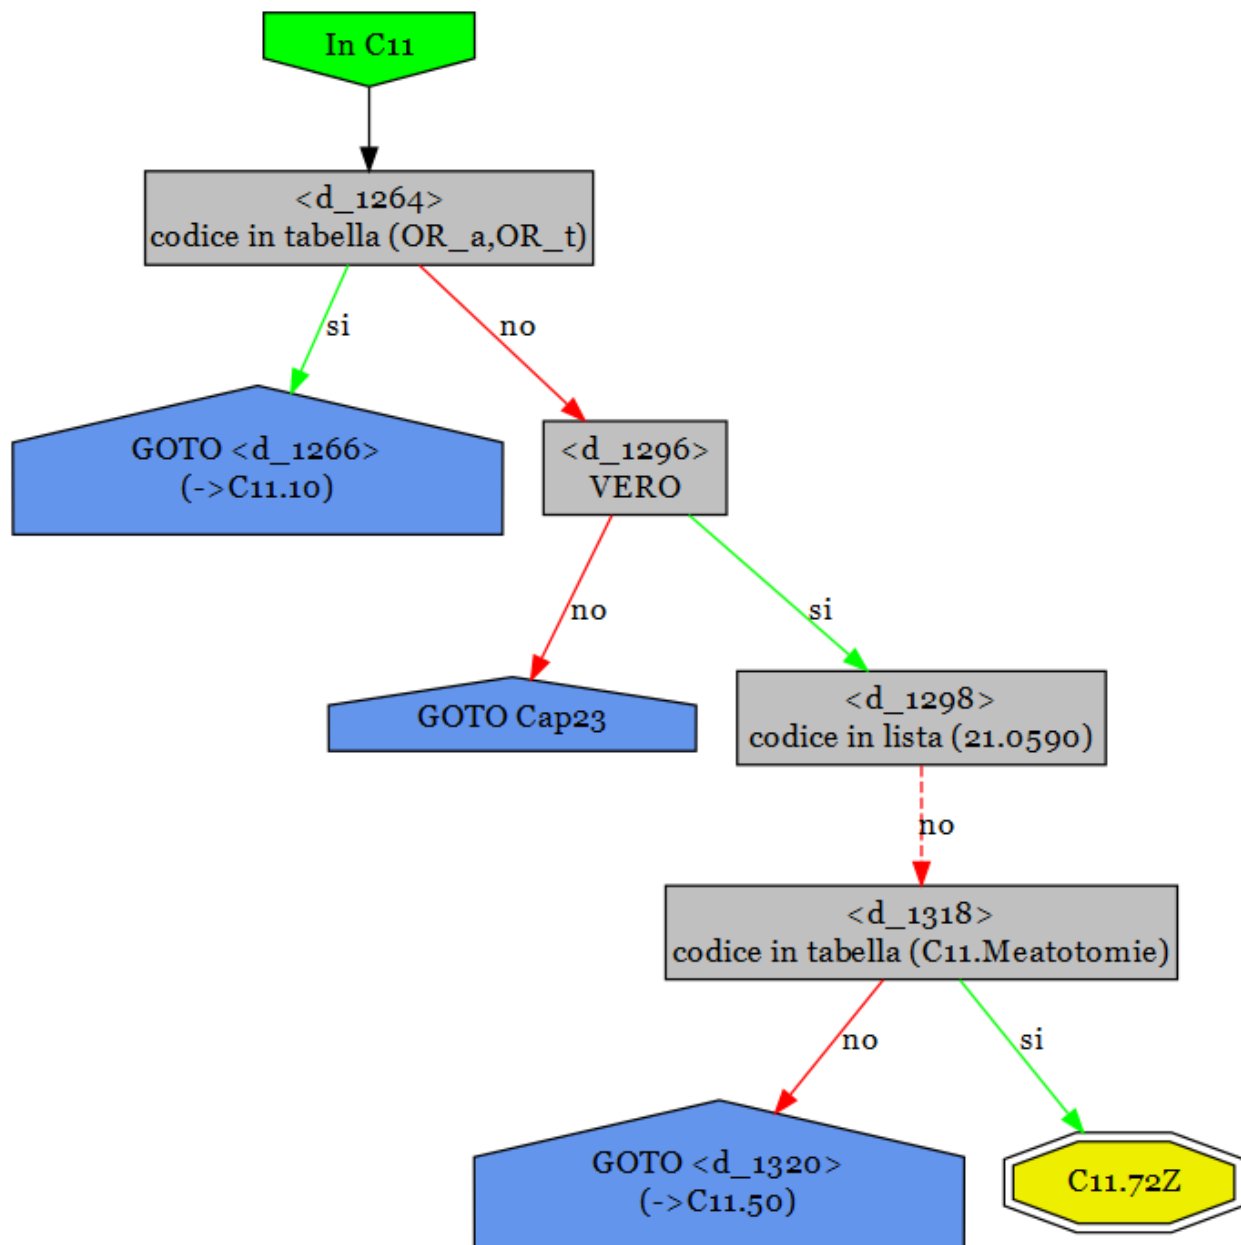 In C11
<d_1264>
codice in tabella (OR_a,OR_t)
si
no
GOTO <d_1266>
(->C11.10)
<d_1296>
VERO
no
si
GOTO Cap23
<d_1298>
codice in lista (21.0590)
no
<d_1318>
codice in tabella (C11.Meatotomie)
no
si
GOTO <d_1320>
(->C11.50)
C11.72Z